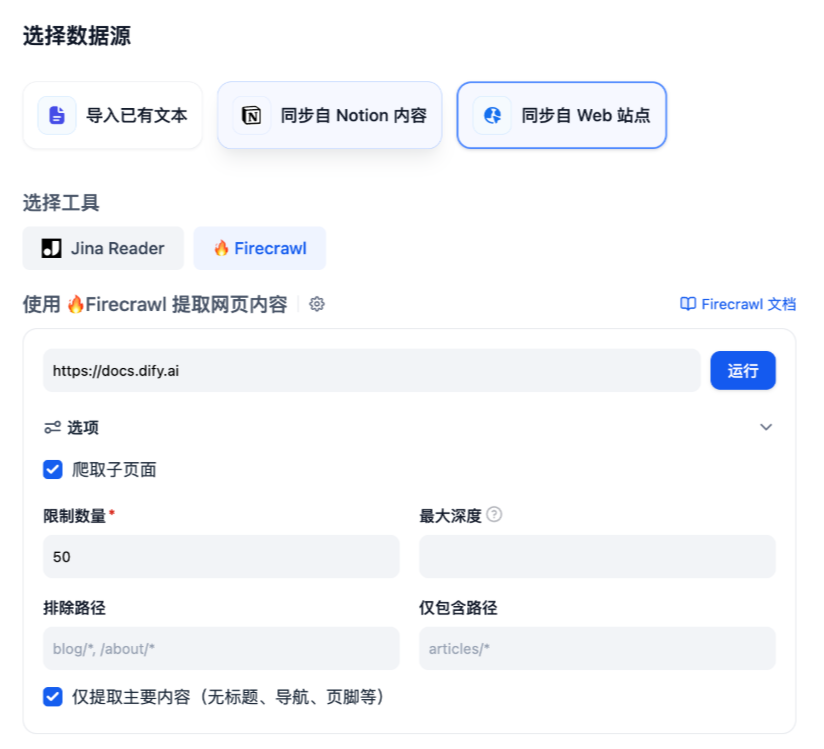 选择数据源
导入已有文本
同步自 Notion 内容
同步自 Web 站点
选择工具
Jina Reader
Firecrawl
使用 🔥Firecrawl 提取网页内容
Firecrawl 文档
https://docs.dify.ai
运行
选项
爬取子页面
限制数量*
最大深度
50
排除路径
仅包含路径
blog/*, /about/*
articles/*
仅提取主要内容（无标题、导航、页脚等）